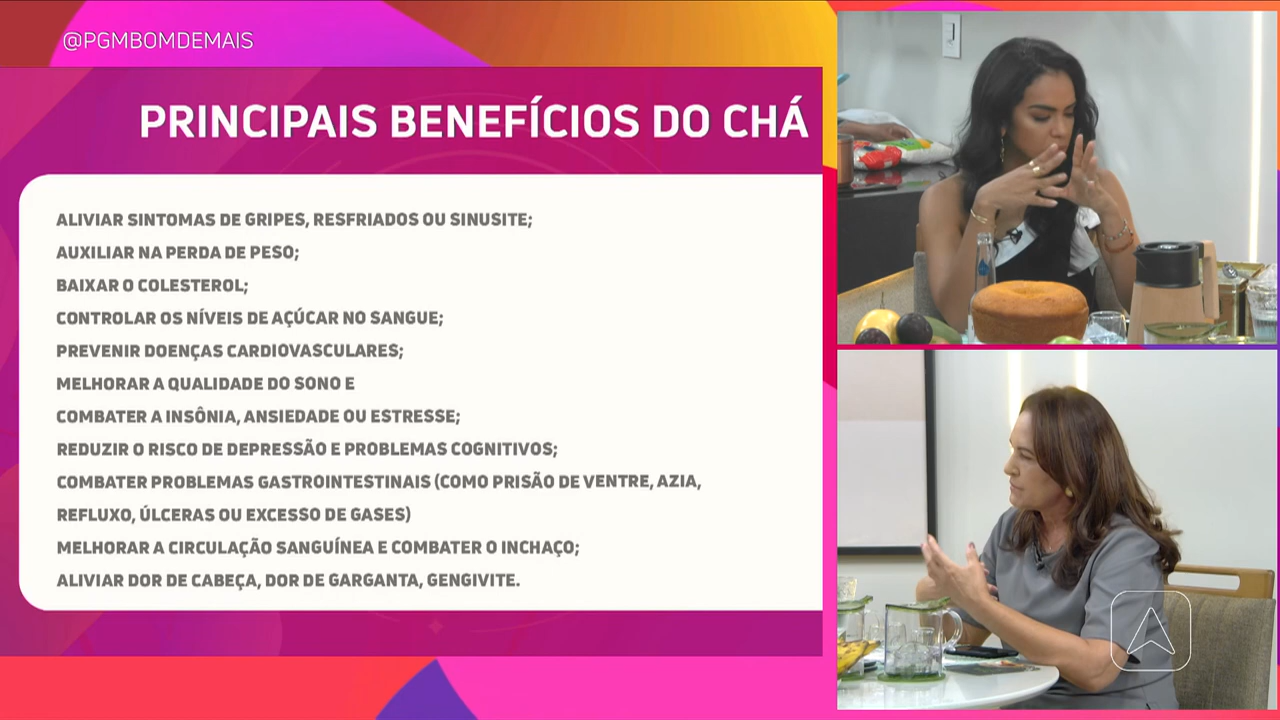 @PGMBOMDEMAIS
PRINCIPAIS BENEFÍCIOS DO CHÁ
ALIVIAR SINTOMAS DE GRIPES, RESFRIADOS OU SINUSITE;
AUXILIAR NA PERDA DE PESO;
BAIXAR O COLESTEROL;
CONTROLAR OS NÍVEIS DE AÇÚCAR NO SANGUE;
PREVENIR DOENÇAS CARDIOVASCULARES;
MELHORAR A QUALIDADE DO SONO E
COMBATER A INSÔNIA, ANSIEDADE OU ESTRESSE;
REDUZIR O RISCO DE DEPRESSÃO E PROBLEMAS COGNITIVOS;
COMBATER PROBLEMAS GASTROINTESTINAIS (COMO PRISÃO DE VENTRE, AZIA,
REFLUXO, ÚLCERAS OU EXCESSO DE GASES)
MELHORAR A CIRCULAÇÃO SANGUÍNEA E COMBATER O INCHAÇO;
ALIVIAR DOR DE CABEÇA, DOR DE GARGANTA, GENGIVITE.